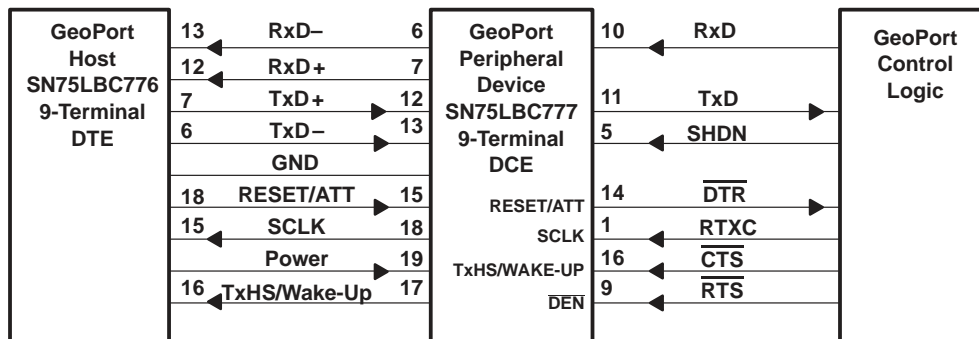 GeoPort
Host
SN75LBC776
9-Terminal
DTE
13 RxD– 6
12 RxD+ 7
7 TxD+ 12
6 TxD– 13
GND
18 RESET/ATT 15
15 SCLK 18
Power 19
16 TxHS/Wake-Up 17
GeoPort
Peripheral
Device
SN75LBC777
9-Terminal
DCE
RESET/ATT
SCLK
TxHS/WAKE-UP
DEN
10 RxD
11 TxD
5 SHDN
14 DTR
1 RTXC
16 CTS
9 RTS
GeoPort
Control
Logic